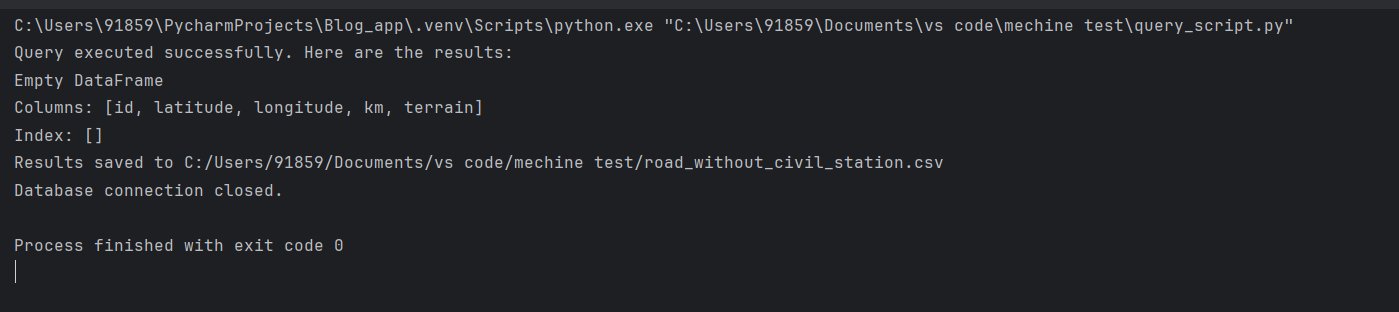 C:\Users\91859\PycharmProjects\Blog_app\.venv\Scripts\python.exe "C:\Users\91859\Documents\vs code\mechine test\query_script.py"
Query executed successfully. Here are the results:
Empty DataFrame
Columns: [id, latitude, longitude, km, terrain]
Index: []
Results saved to C:/Users/91859/Documents/vs code/mechine test/road_without_civil_station.csv
Database connection closed.
Process finished with exit code 0